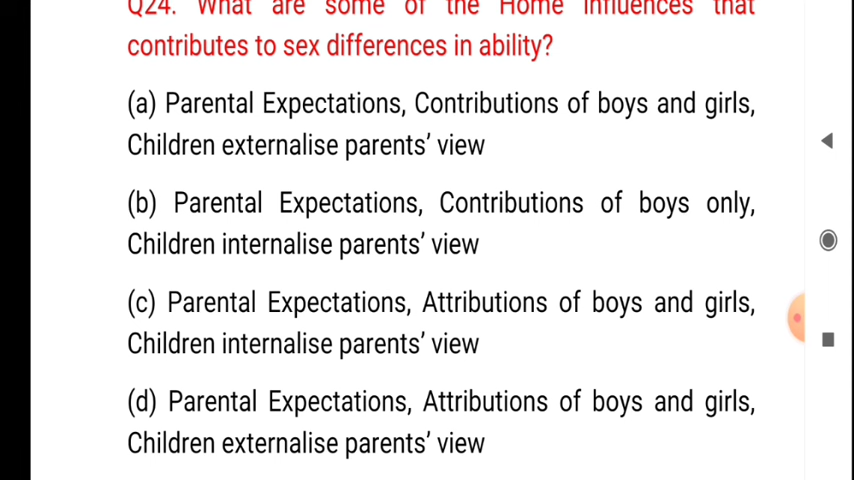 Q24. What are some of the Home influences that
contributes to sex differences in ability?
(a) Parental Expectations, Contributions of boys and girls,
Children externalise parents' view
(b) Parental Expectations, Contributions of boys only,
Children internalise parents' view
(c) Parental Expectations, Attributions of boys and girls,
Children internalise parents' view
(d) Parental Expectations, Attributions of boys and girls,
Children externalise parents' view